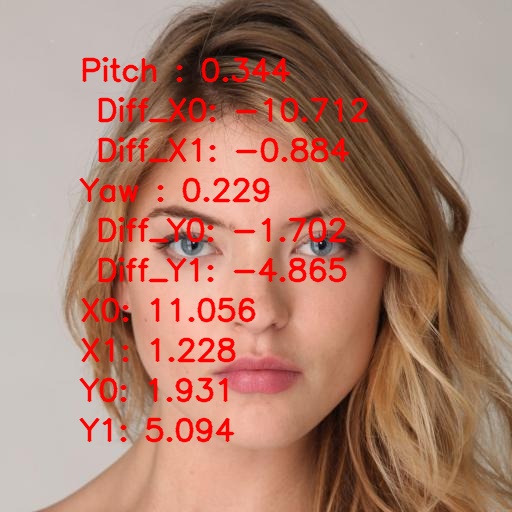 Pitch : 0.344
Diff_X0: -10.712
Diff_X1: -0.884
Yaw : 0.229
Diff_Y0: -1.702
Diff_Y1: -4.865
X0: 11.056
X1: 1.228
Y0: 1.931
Y1: 5.094